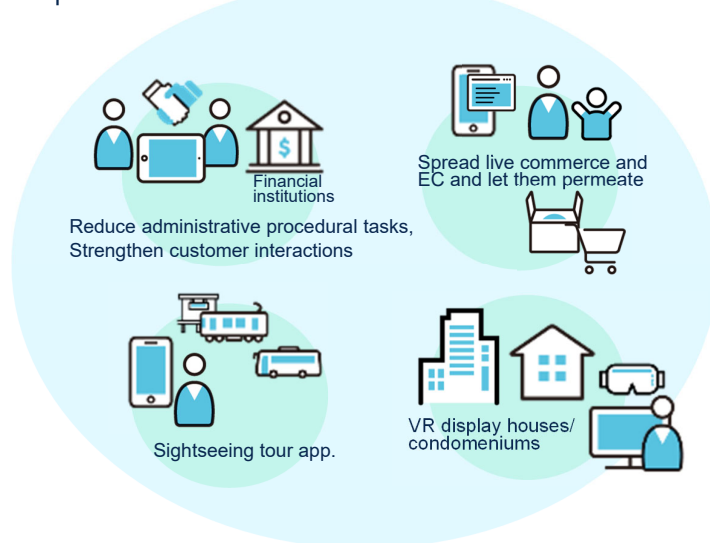 Financial
institutions
Reduce administrative procedural tasks,
Strengthen customer interactions
Spread live commerce and
EC and let them permeate
$
Sightseeing tour app.
VR display houses/
condomeniums